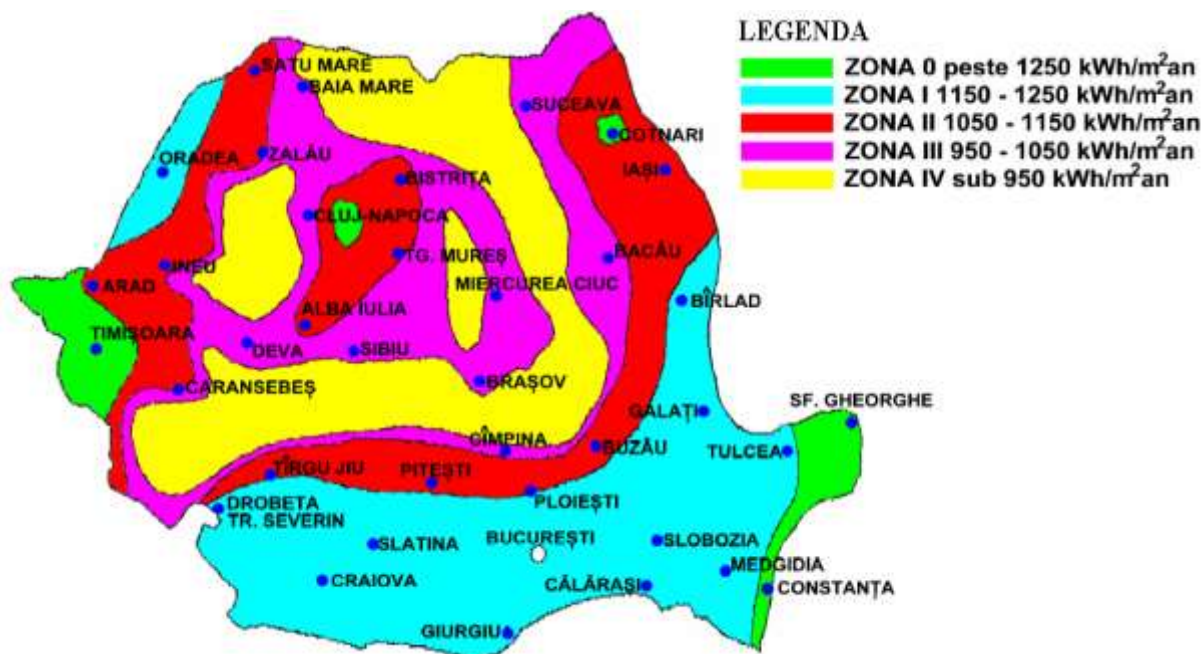 LEGENDA
ZONA 0 peste 1250 kWh/m²an
ZONA I 1150 - 1250 kWh/m²an
ZONA II 1050 - 1150 kWh/m²an
ZONA III 950 - 1050 kWh/m²an
ZONA IV sub 950 kWh/m²an
SATU MARE
BAIA MARE
SUCEAVA
COTNARI
ORADEA
ZALĂU
IAȘI
BISTRIȚA
CLUJ-NAPOCA
BACĂU
TG. MUREȘ
INEU
ARAD
MIERCUREA CIUC
BÎRLAD
ALBA IULIA
TIMIȘOARA
DEVA
SIBIU
CARANSEBEȘ
BRAȘOV
SF. GHEORGHE
GALAȚI
CÎMPINA
BUZĂU
TULCEA
TÎRGU JIU
PITEȘTI
PLOIEȘTI
DROBETA
TR. SEVERIN
SLATINA
BUCUREȘTI
SLOBOZIA
MEDGIDIA
CRAIOVA
CĂLĂRAȘI
CONSTANȚA
GIURGIU